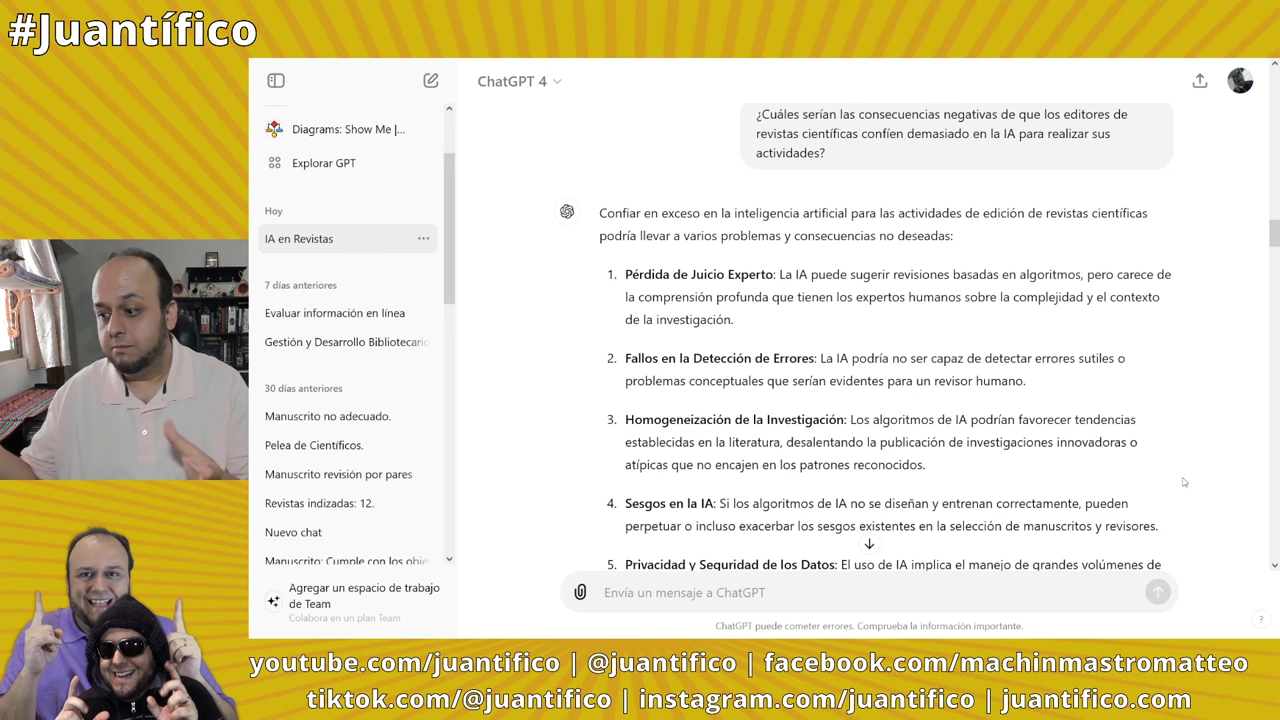 #Juantífico
ChatGPT 4
Diagrams: Show Me |...
Explorar GPT
Hoy
IA en Revistas
7 días anteriores
Evaluar información en línea
Gestión y Desarrollo Bibliotecario
30 días anteriores
Manuscrito no adecuado.
Pelea de Científicos.
Manuscrito revisión por pares
Revistas indizadas: 12.
Nuevo chat
Manuscrito: Cumple con los obje
Agregar un espacio de trabajo
de Team
Colabora en un plan Team
¿Cuáles serían las consecuencias negativas de que los editores de
revistas científicas confíen demasiado en la IA para realizar sus
actividades?
Confiar en exceso en la inteligencia artificial para las actividades de edición de revistas científicas
podría llevar a varios problemas y consecuencias no deseadas:
1. Pérdida de Juicio Experto: La IA puede sugerir revisiones basadas en algoritmos, pero carece de
la comprensión profunda que tienen los expertos humanos sobre la complejidad y el contexto
de la investigación.
2. Fallos en la Detección de Errores: La IA podría no ser capaz de detectar errores sutiles o
problemas conceptuales que serían evidentes para un revisor humano.
3. Homogeneización de la Investigación: Los algoritmos de IA podrían favorecer tendencias
establecidas en la literatura, desalentando la publicación de investigaciones innovadoras o
atípicas que no encajen en los patrones reconocidos.
4. Sesgos en la IA: Si los algoritmos de IA no se diseñan y entrenan correctamente, pueden
perpetuar o incluso exacerbar los sesgos existentes en la selección de manuscritos y revisores.
5. Privacidad y Seguridad de los Datos: El uso de IA implica el manejo de grandes volúmenes de
Envía un mensaje a ChatGPT
ChatGPT puede cometer errores. Comprueba la información importante.
?
youtube.com/juantifico | @juantifico | facebook.com/machinmastromatteo
tiktok.com/@juantifico | instagram.com/juantifico | juantifico.com